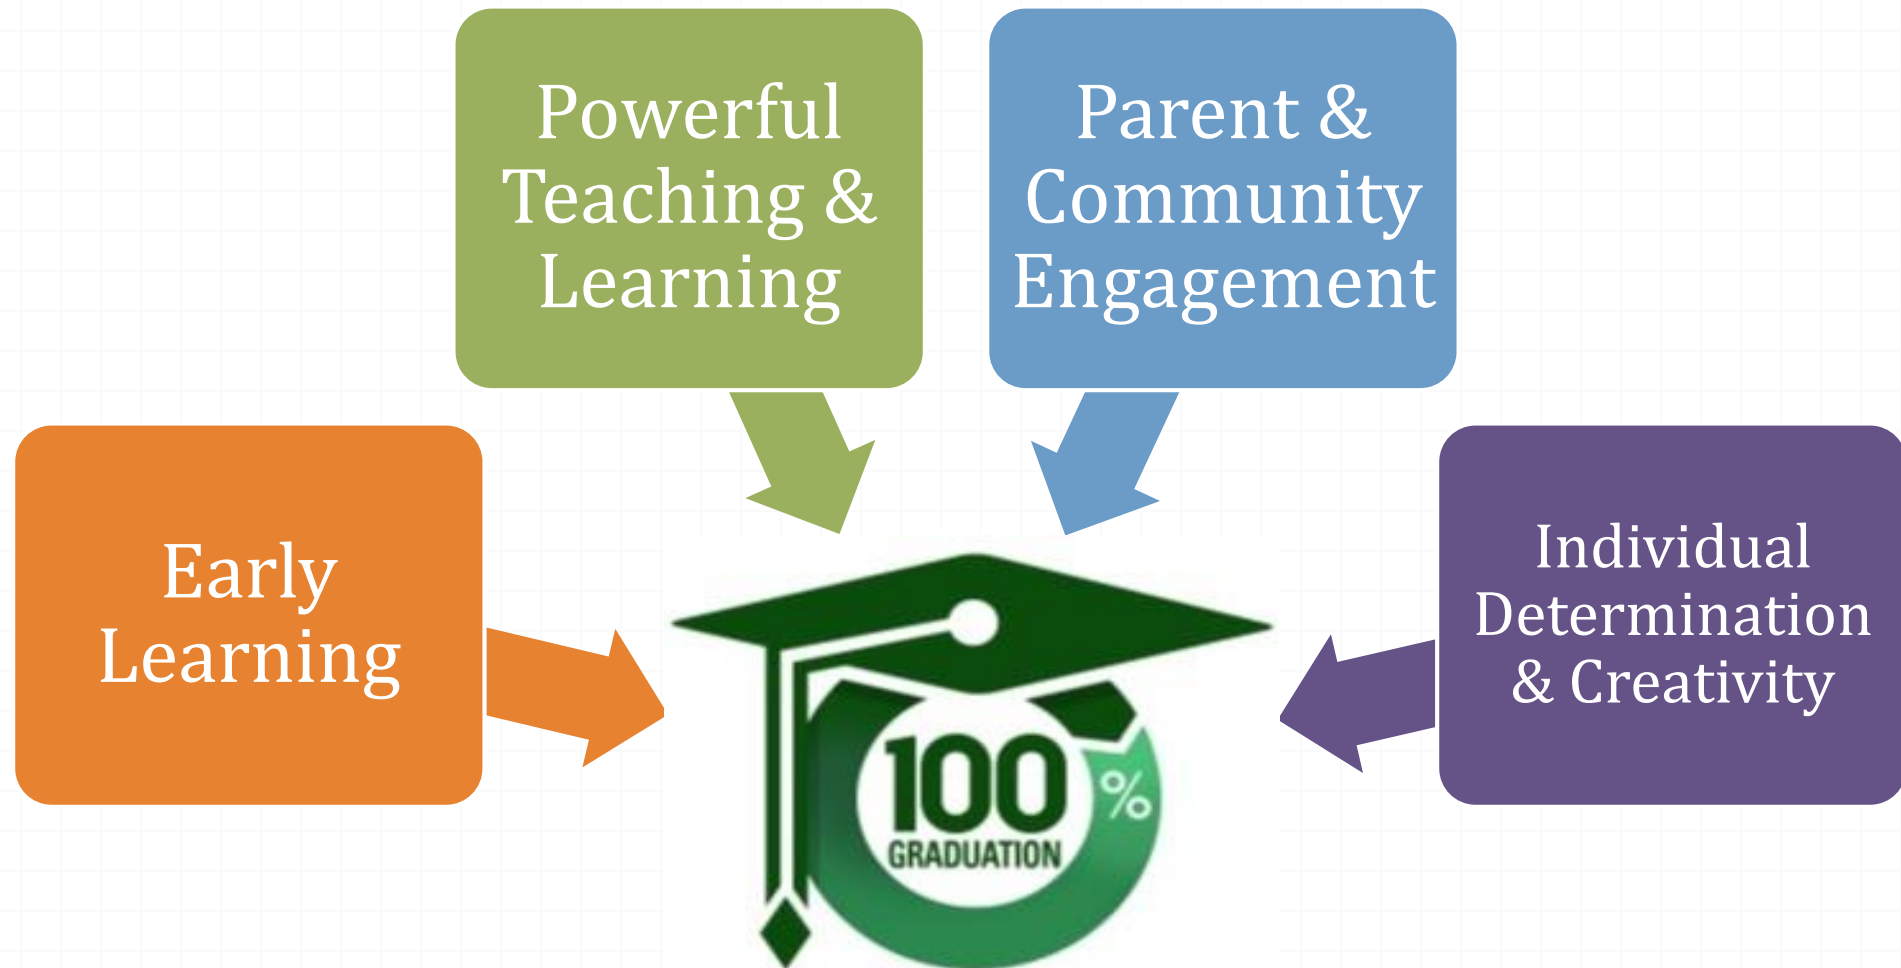 Powerful
Teaching &
Learning
Parent &
Community
Engagement
Early
Learning
Individual
Determination
& Creativity
100
%
GRADUATION